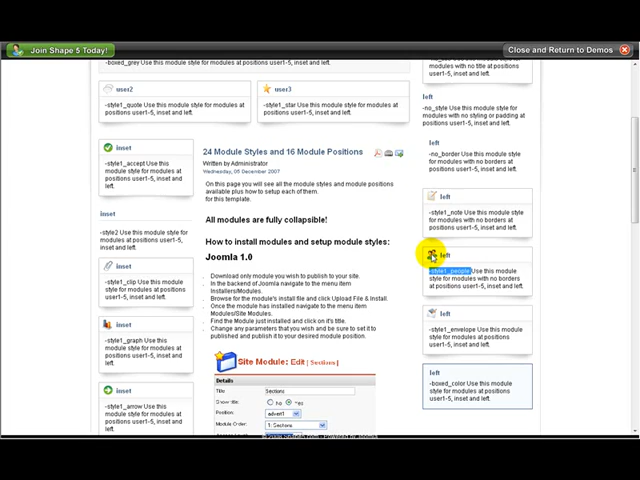 Join Shape 5 Today!
Close and Return to Demos
-boxed_grey Use this module style for
user2
-style1_quote Use this module style for modules at
positions user1-5, inset and left.
user3
-style1_star Use this module style for modules at
positions user1-5, inset and left.
inset
-style1_accept Use this
module style for modules
at positions user1-5, inset
and left.
inset
-style2 Use this module
style for modules at
positions user1-5, inset
and left.
inset
-style1_clip Use this
module style for modules
at positions user1-5, inset
and left.
inset
-style1_graph Use this
module style for modules
at positions user1-5, inset
and left.
inset
-style1_arrow Use this
module style for modules
at positions user1-5, inset
and left.
24 Module Styles and 16 Module Positions
Written by Administrator
Wednesday, 05 December 2007
On this page you will see all the module styles and module positions
available plus how to setup each of them.
for this template.
All modules are fully collapsible!
How to install modules and setup module styles:
Joomla 1.0
Download only module you wish to publish to your site.
In the backend of Joomla navigate to the menu item
Installers/Modules.
Browse for the module's install file and click Upload File & Install.
Once the module has installed navigate to the menu item
Modules/Site Modules.
Find the Module just installed and click on it's title.
Change any parameters that you wish and be sure to set it to
published and publish it to your desired module position.
Site Module: Edit [ Sections ]
Details
Title
Sections
Show title:
No
Yes
Position:
advert1
Module Order:
1: Sections
modules with no title at positions
user1-5, inset and left.
left
-no_style Use this module style for
modules with no styling or padding at
positions user1-5, inset and left.
left
-no_border Use this module style
for modules with no borders
at positions user1-5, inset and
left.
left
-style1_note Use this module
style for modules with no borders
at positions user1-5, inset and left.
left
-style1_people Use this module
style for modules with no borders
at positions user1-5, inset and left.
left
-style1_envelope Use this module
style for modules at positions
user1-5, inset and left.
left
-boxed_color Use this module
style for modules at positions
user1-5, inset and left.